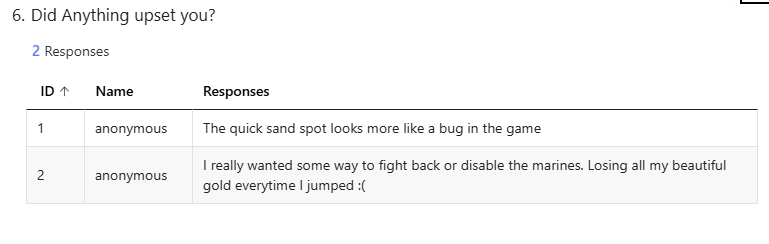 6. Did Anything upset you?
2 Responses
ID ↑ Name Responses
1 anonymous The quick sand spot looks more like a bug in the game
2 anonymous I really wanted some way to fight back or disable the marines. Losing all my beautiful
gold everytime I jumped :(